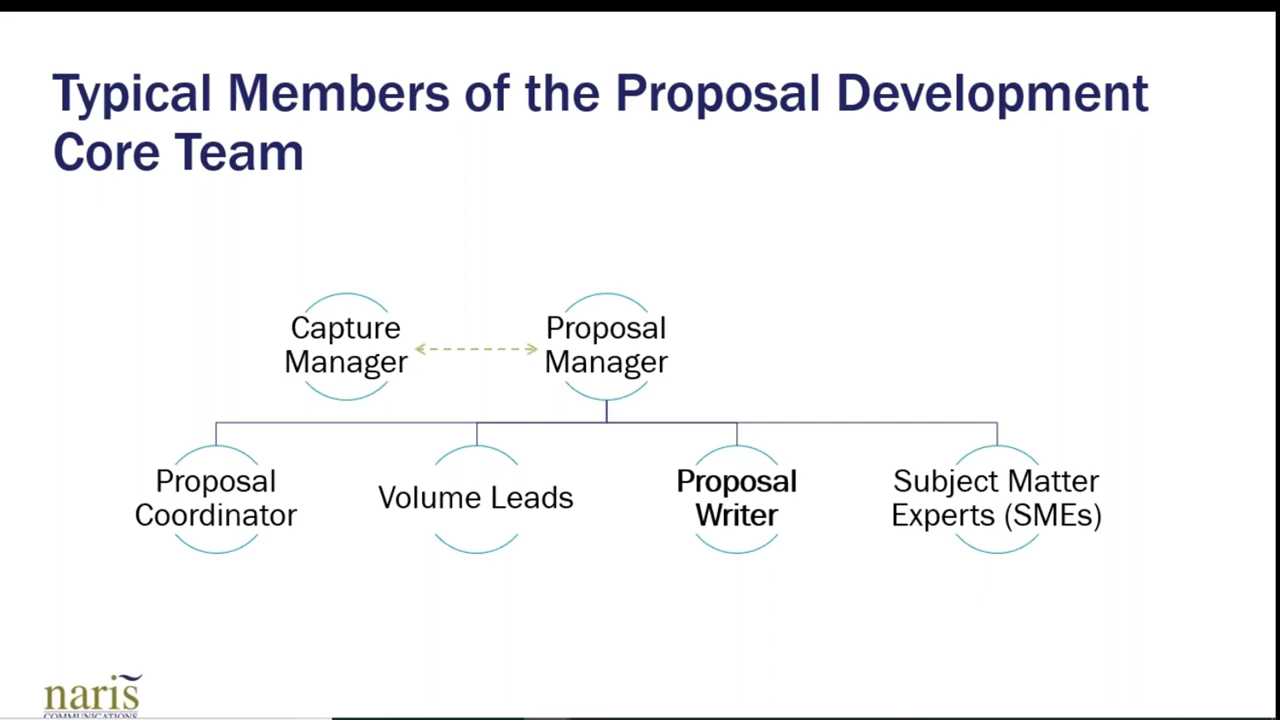 Typical Members of the Proposal Development
Core Team
Capture
Manager
Proposal
Manager
Proposal
Coordinator
Volume Leads
Proposal
Writer
Subject Matter
Experts (SMEs)
naris
COMMUNICATIONS